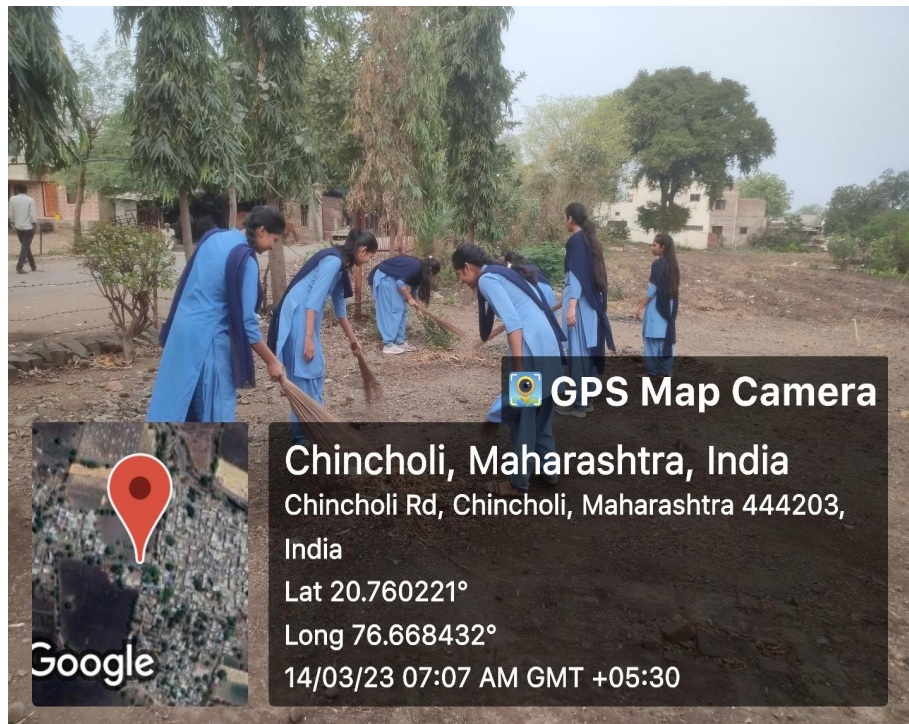 GPS Map Camera
Chincholi, Maharashtra, India
Chincholi Rd, Chincholi, Maharashtra 444203,
India
Lat 20.760221°
Long 76.668432°
14/03/23 07:07 AM GMT +05:30
Google